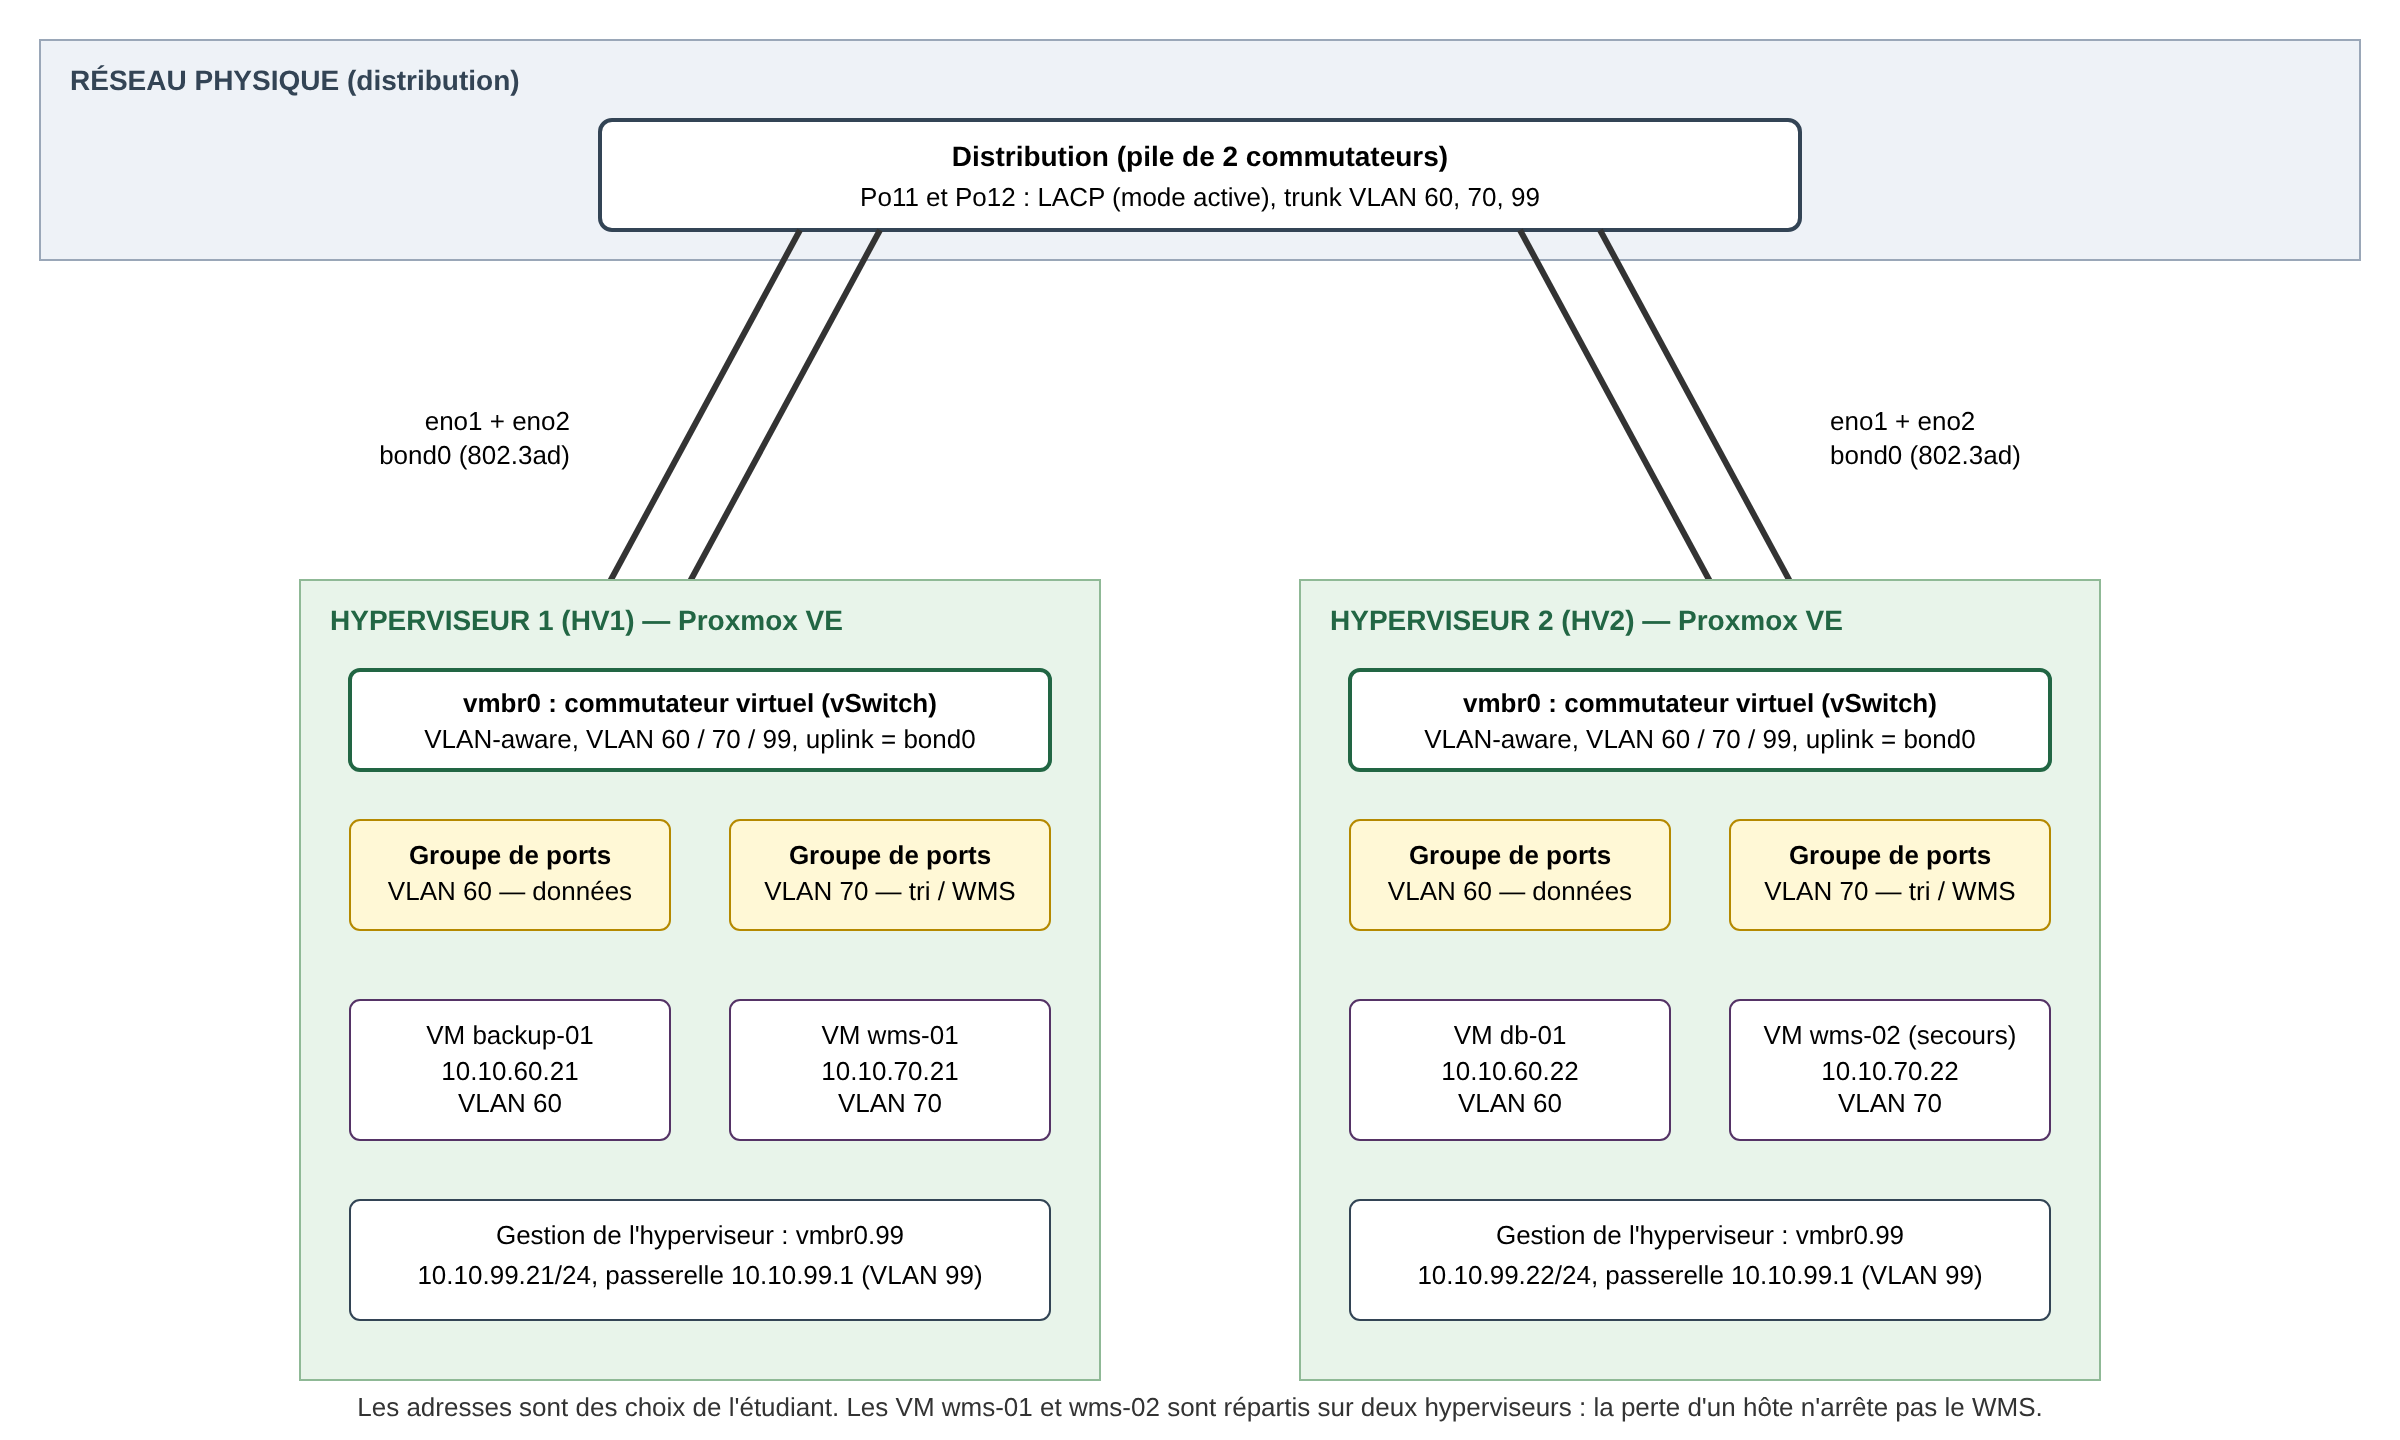 RÉSEAU PHYSIQUE (distribution)
Distribution (pile de 2 commutateurs)
Po11 et Po12 : LACP (mode active), trunk VLAN 60, 70, 99
eno1 + eno2
bond0 (802.3ad)
eno1 + eno2
bond0 (802.3ad)
HYPERVISEUR 1 (HV1) — Proxmox VE
vmbr0 : commutateur virtuel (vSwitch)
VLAN-aware, VLAN 60 / 70 / 99, uplink = bond0
Groupe de ports
VLAN 60 — données
Groupe de ports
VLAN 70 — tri / WMS
VM backup-01
10.10.60.21
VLAN 60
VM wms-01
10.10.70.21
VLAN 70
Gestion de l'hyperviseur : vmbr0.99
10.10.99.21/24, passerelle 10.10.99.1 (VLAN 99)
HYPERVISEUR 2 (HV2) — Proxmox VE
vmbr0 : commutateur virtuel (vSwitch)
VLAN-aware, VLAN 60 / 70 / 99, uplink = bond0
Groupe de ports
VLAN 60 — données
Groupe de ports
VLAN 70 — tri / WMS
VM db-01
10.10.60.22
VLAN 60
VM wms-02 (secours)
10.10.70.22
VLAN 70
Gestion de l'hyperviseur : vmbr0.99
10.10.99.22/24, passerelle 10.10.99.1 (VLAN 99)
Les adresses sont des choix de l'étudiant. Les VM wms-01 et wms-02 sont répartis sur deux hyperviseurs : la perte d'un hôte n'arrête pas le WMS.